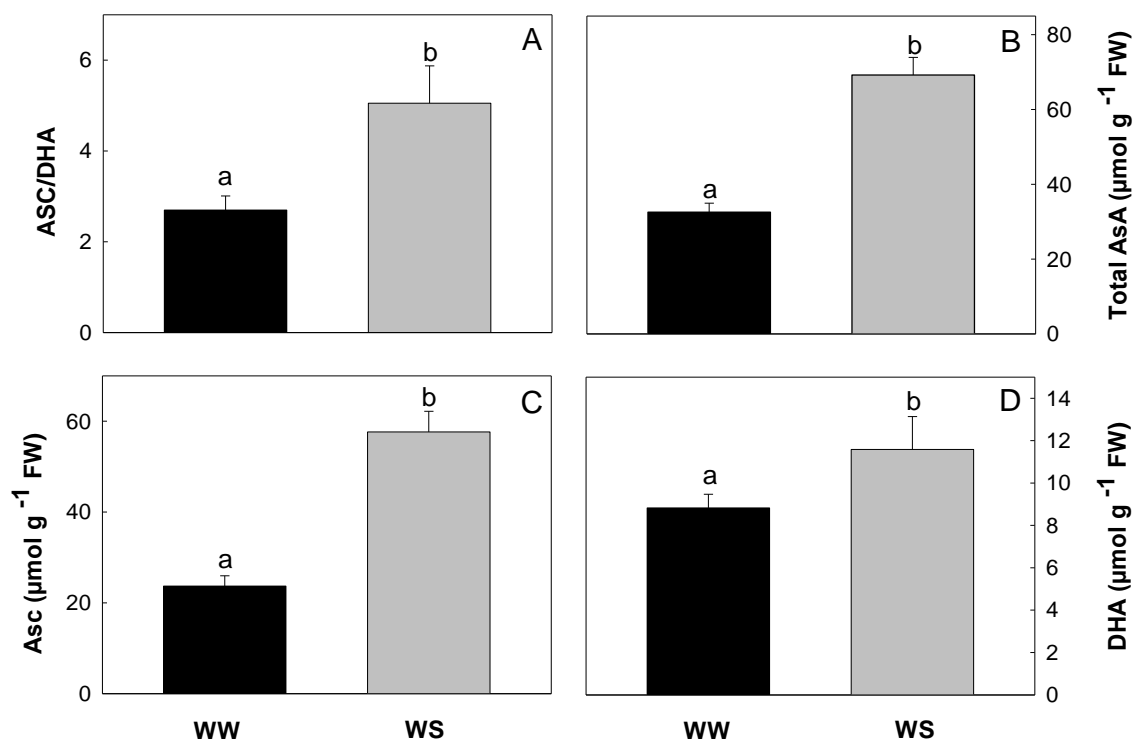 A
ASC/DHA
6
4
2
0
a
b
B
Total AsA (µmol g -1 FW)
80
60
40
20
0
a
b
C
Asc (µmol g -1 FW)
60
40
20
0
a
b
WW
WS
D
DHA (µmol g -1 FW)
14
12
10
8
6
4
2
0
a
b
WW
WS